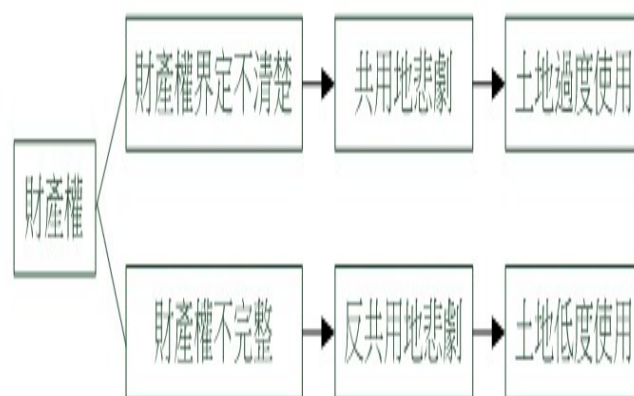 財產權
財產權界定不清楚
共用地悲劇
土地過度使用
財產權不完整
反共用地悲劇
土地低度使用